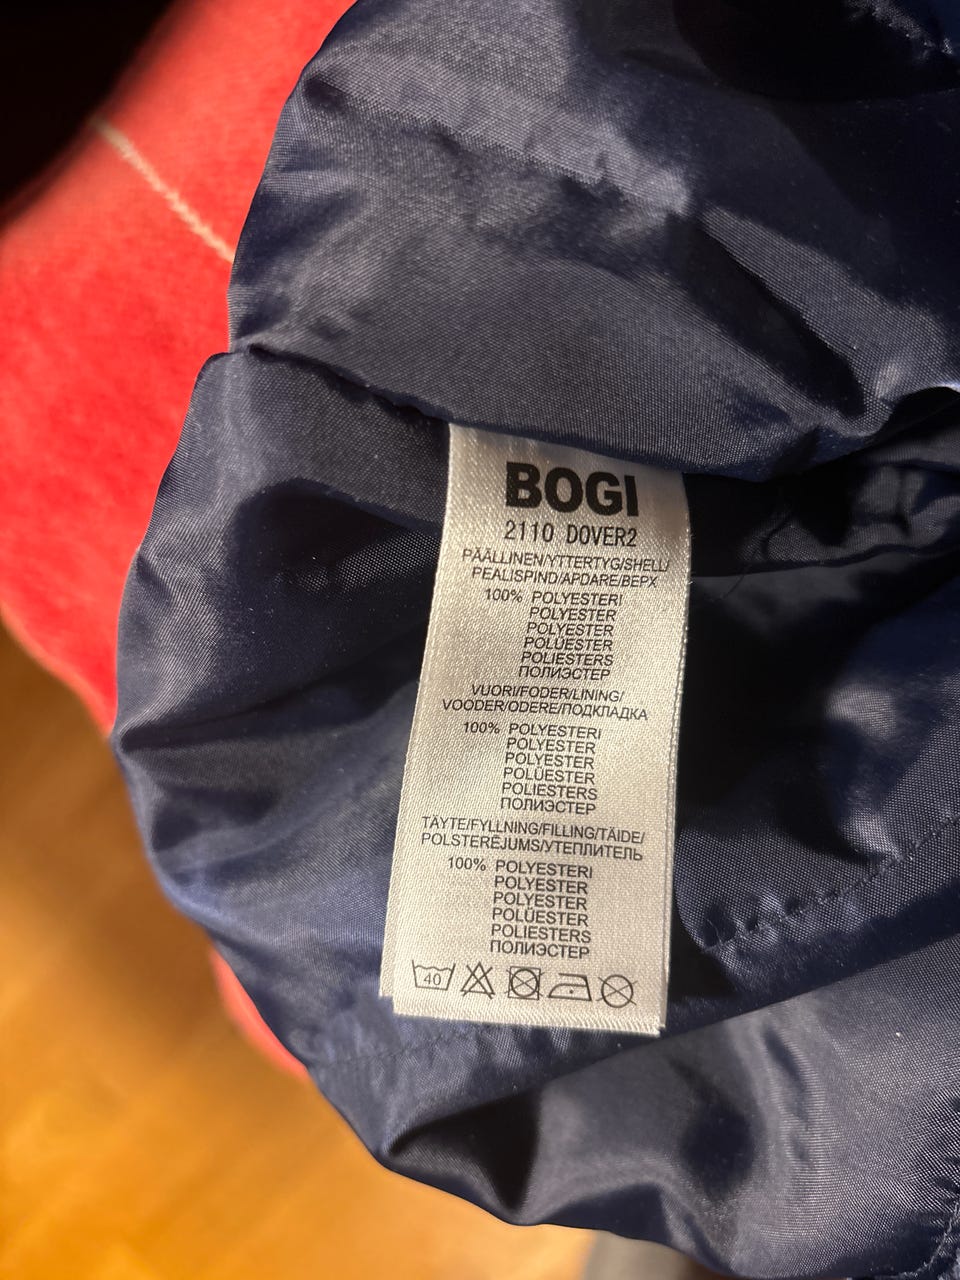 BOGI
2110 DOVER2
PÄÄLLINEN/YTTERTYG/SHELL/
PEALISPIND/APDARE/ВЕРХ
100% POLYESTERI
POLYESTER
POLYESTER
POLÜESTER
POLIESTERS
ПОЛИЭСТЕР
VUORI/FODER/LINING/
VOODER/ODERE/ПОДКЛАДКА
100% POLYESTERI
POLYESTER
POLYESTER
POLÜESTER
POLIESTERS
ПОЛИЭСТЕР
TÄYTE/FYLLNING/FILLING/TÄIDE/
POLSTERĒJUMS/УТЕПЛИТЕЛЬ
100% POLYESTERI
POLYESTER
POLYESTER
POLÜESTER
POLIESTERS
ПОЛИЭСТЕР
40